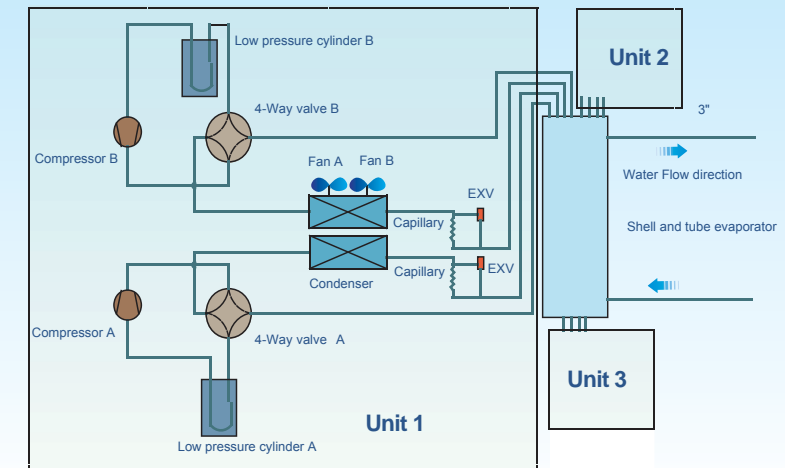 Low pressure cylinder B
Unit 2
4-Way valve B
3"
Compressor B
Fan A
Fan B
Water Flow direction
EXV
Capillary
Shell and tube evaporator
Capillary
EXV
Condenser
Compressor A
4-Way valve A
Unit 3
Unit 1
Low pressure cylinder A